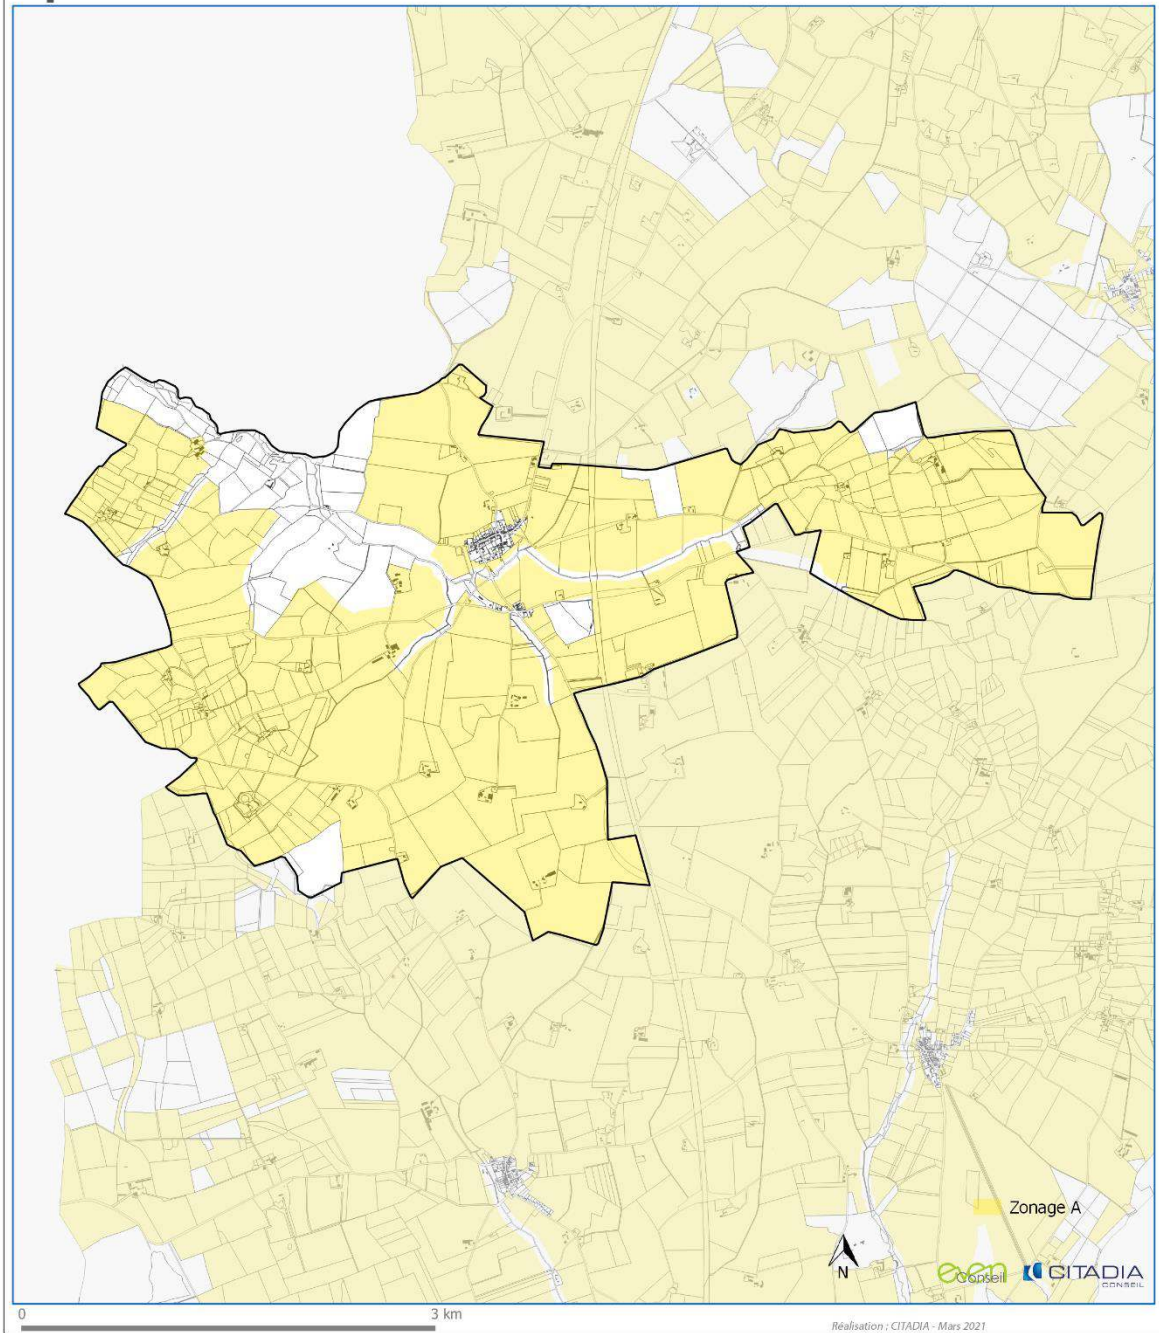 Zonage A
N
even Conseil
CITADIA
CONSEIL
0 3 km
Réalisation : CITADIA - Mars 2021